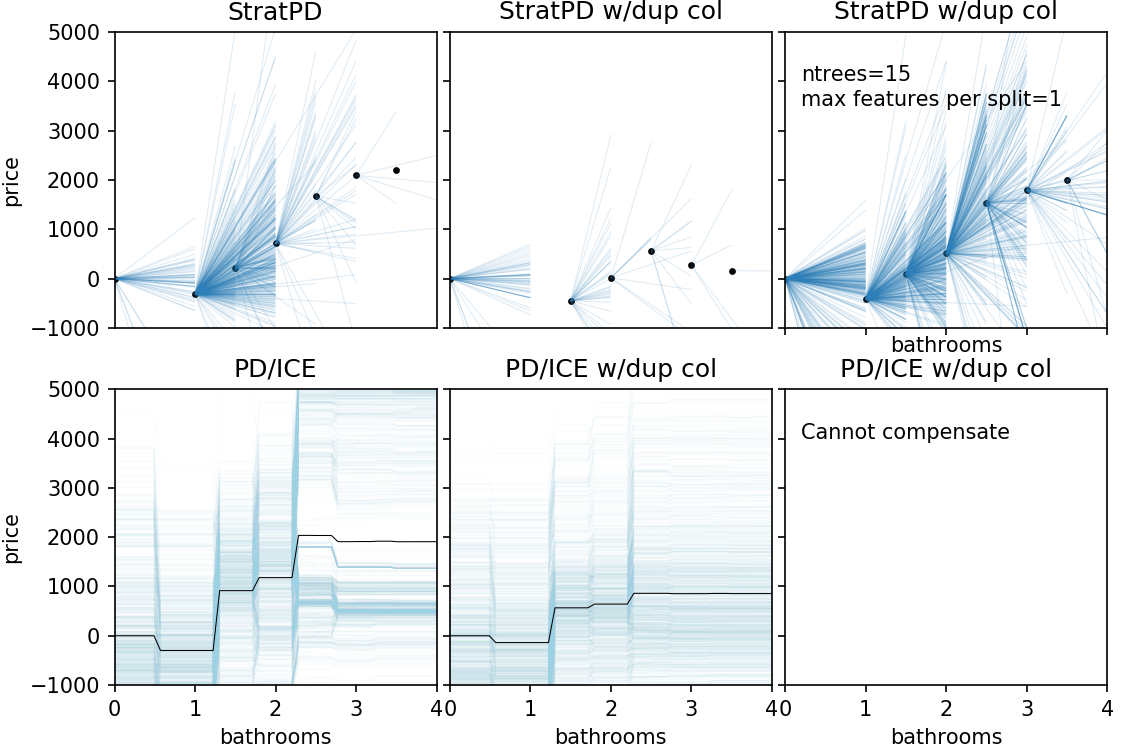 StratPD
StratPD w/dup col
StratPD w/dup col
5000
4000
3000
2000
1000
0
−1000
price
ntrees=15
max features per split=1
bathrooms
PD/ICE
PD/ICE w/dup col
PD/ICE w/dup col
5000
4000
3000
2000
1000
0
−1000
price
Cannot compensate
0 1 2 3 4
0 1 2 3 4
0 1 2 3 4
bathrooms
bathrooms
bathrooms